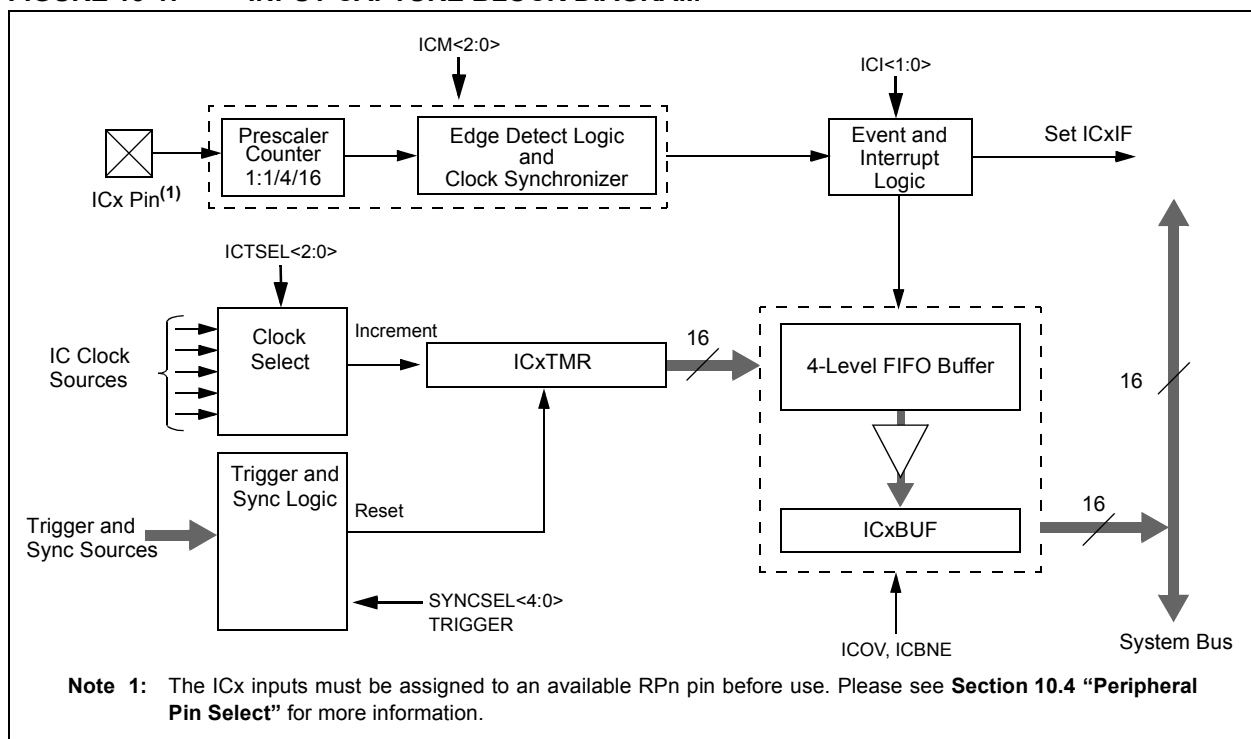 ICM<2:0>
ICI<1:0>
Prescaler
Counter
1:1/4/16
Edge Detect Logic
and
Clock Synchronizer
Event and
Interrupt
Logic
Set ICxIF
ICx Pin(1)
ICTSEL<2:0>
IC Clock
Sources
Clock
Select
Increment
ICxTMR
16
4-Level FIFO Buffer
16
Trigger and
Sync Logic
Reset
Trigger and
Sync Sources
ICxBUF
16
SYNCSEL<4:0>
TRIGGER
ICOV, ICBNE
System Bus
Note 1: The ICx inputs must be assigned to an available RPn pin before use. Please see Section 10.4 “Peripheral
Pin Select” for more information.